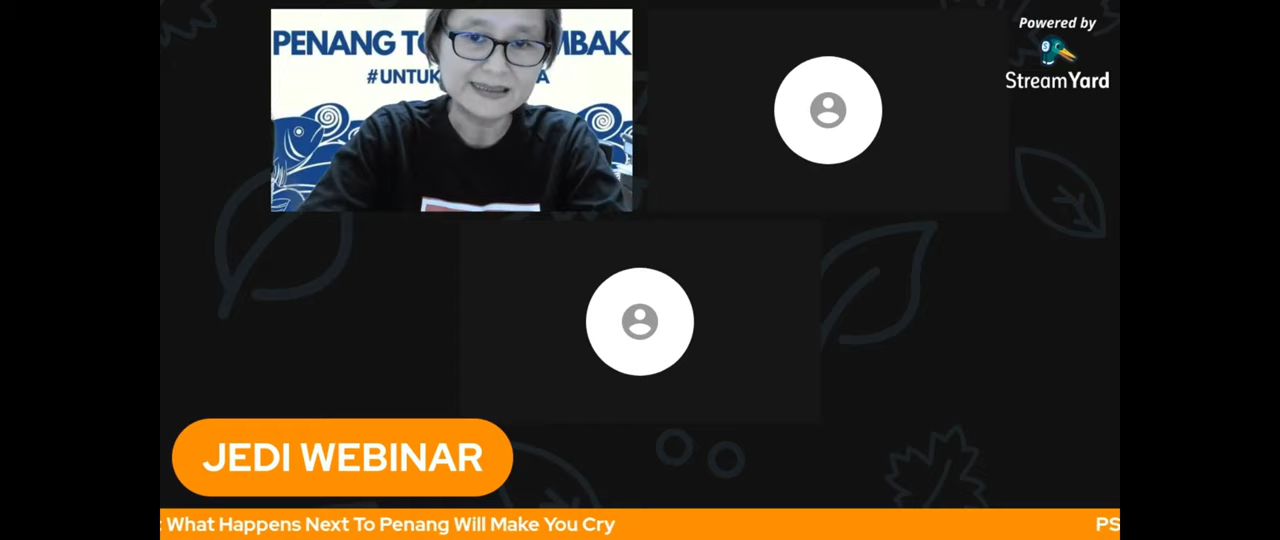 PENANG TO MBAK
#UNTUK A
Powered by
StreamYard
JEDI WEBINAR
: What Happens Next To Penang Will Make You Cry
PS